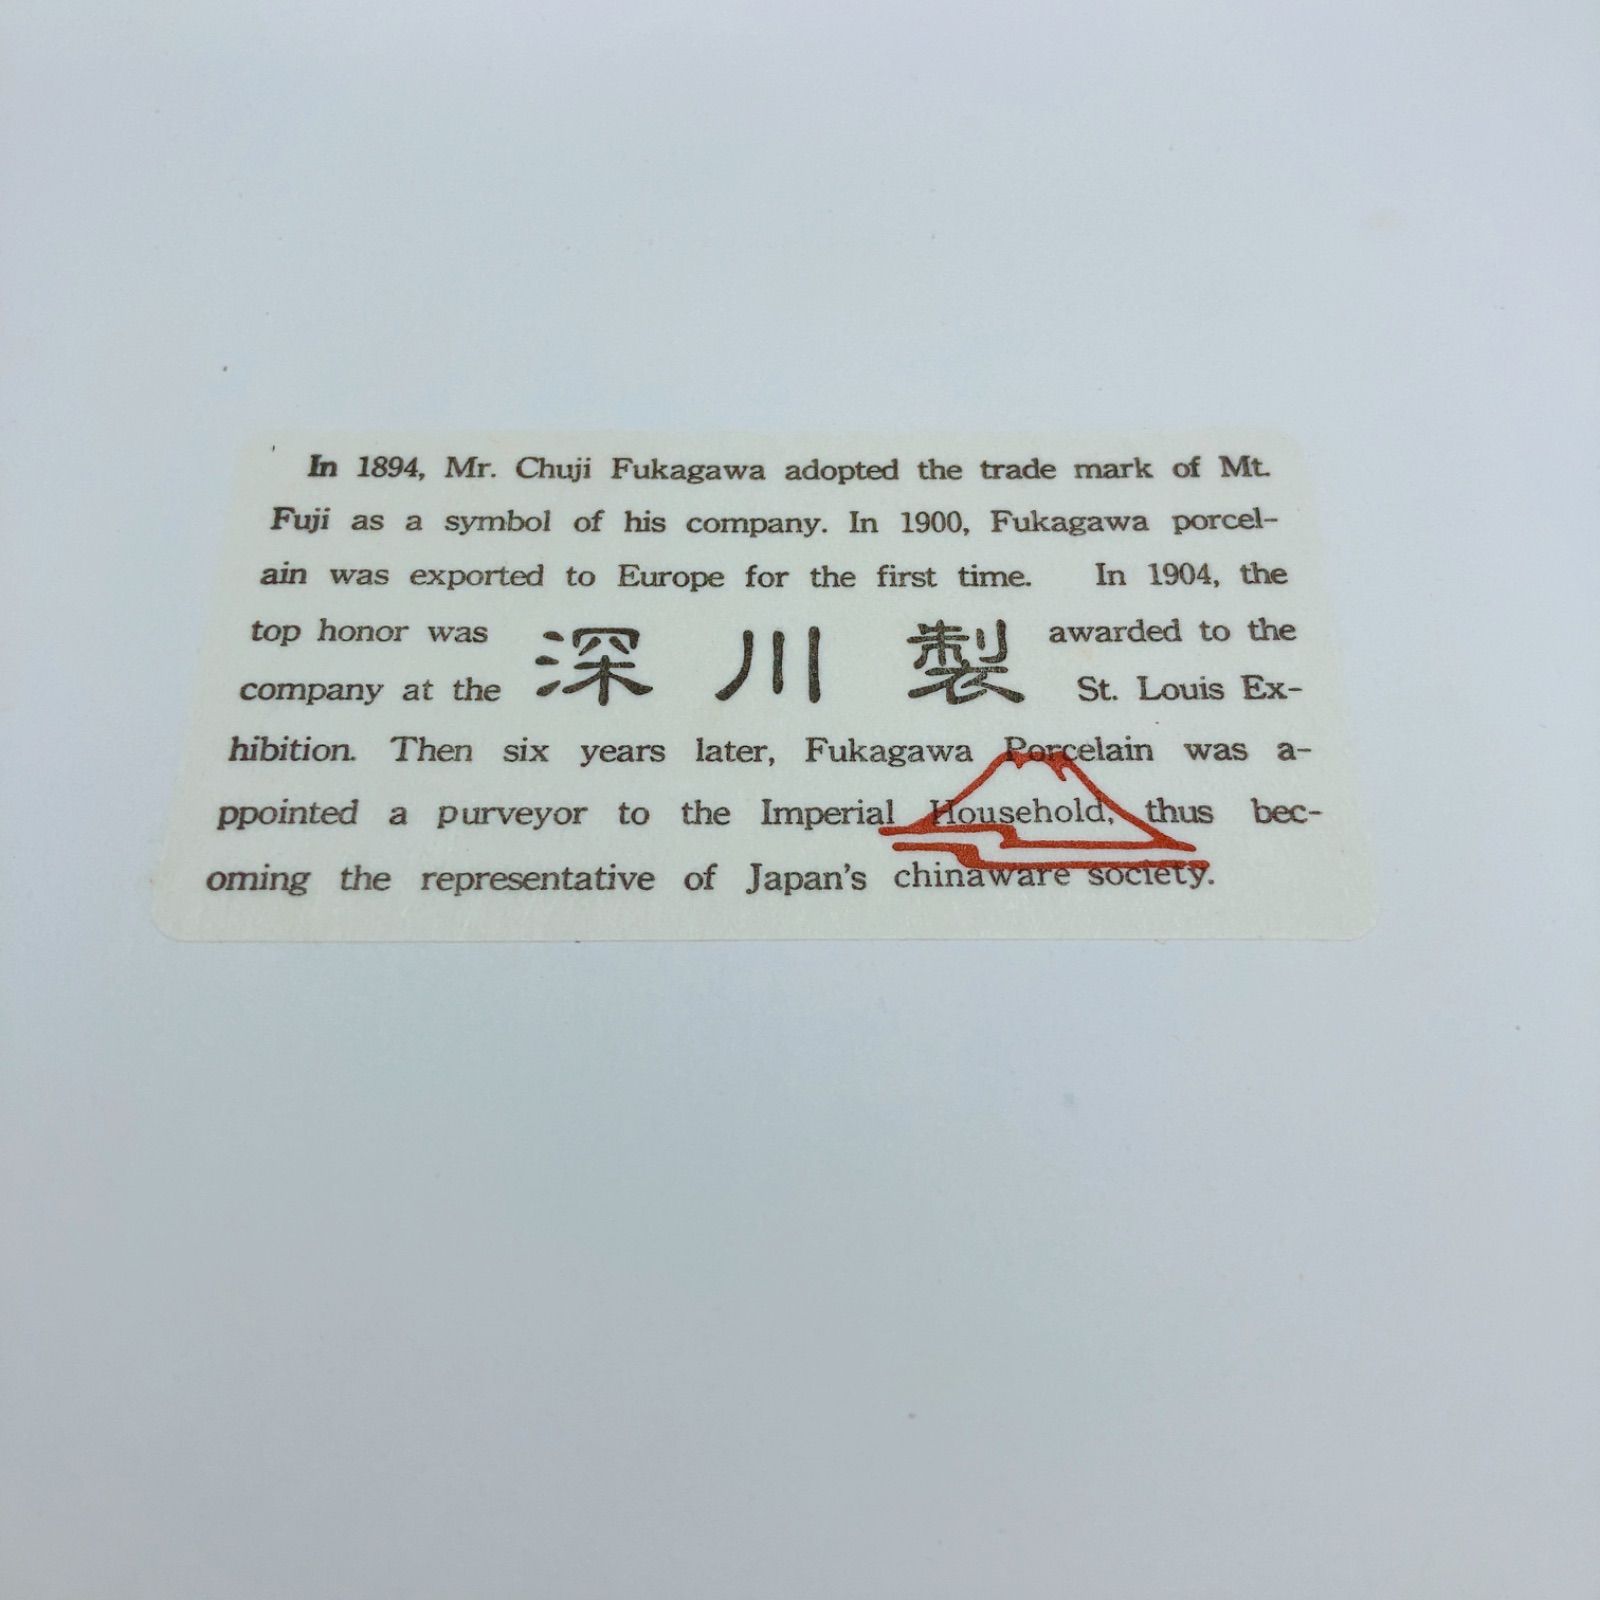 In 1894, Mr. Chuji Fukagawa adopted the trade mark of Mt.
Fuji as a symbol of his company. In 1900, Fukagawa porcel-
ain was exported to Europe for the first time. In 1904, the
top honor was 深川製 awarded to the
company at the St. Louis Ex-
hibition. Then six years later, Fukagawa Porcelain was a-
ppointed a purveyor to the Imperial Household, thus bec-
oming the representative of Japan's chinaware society.